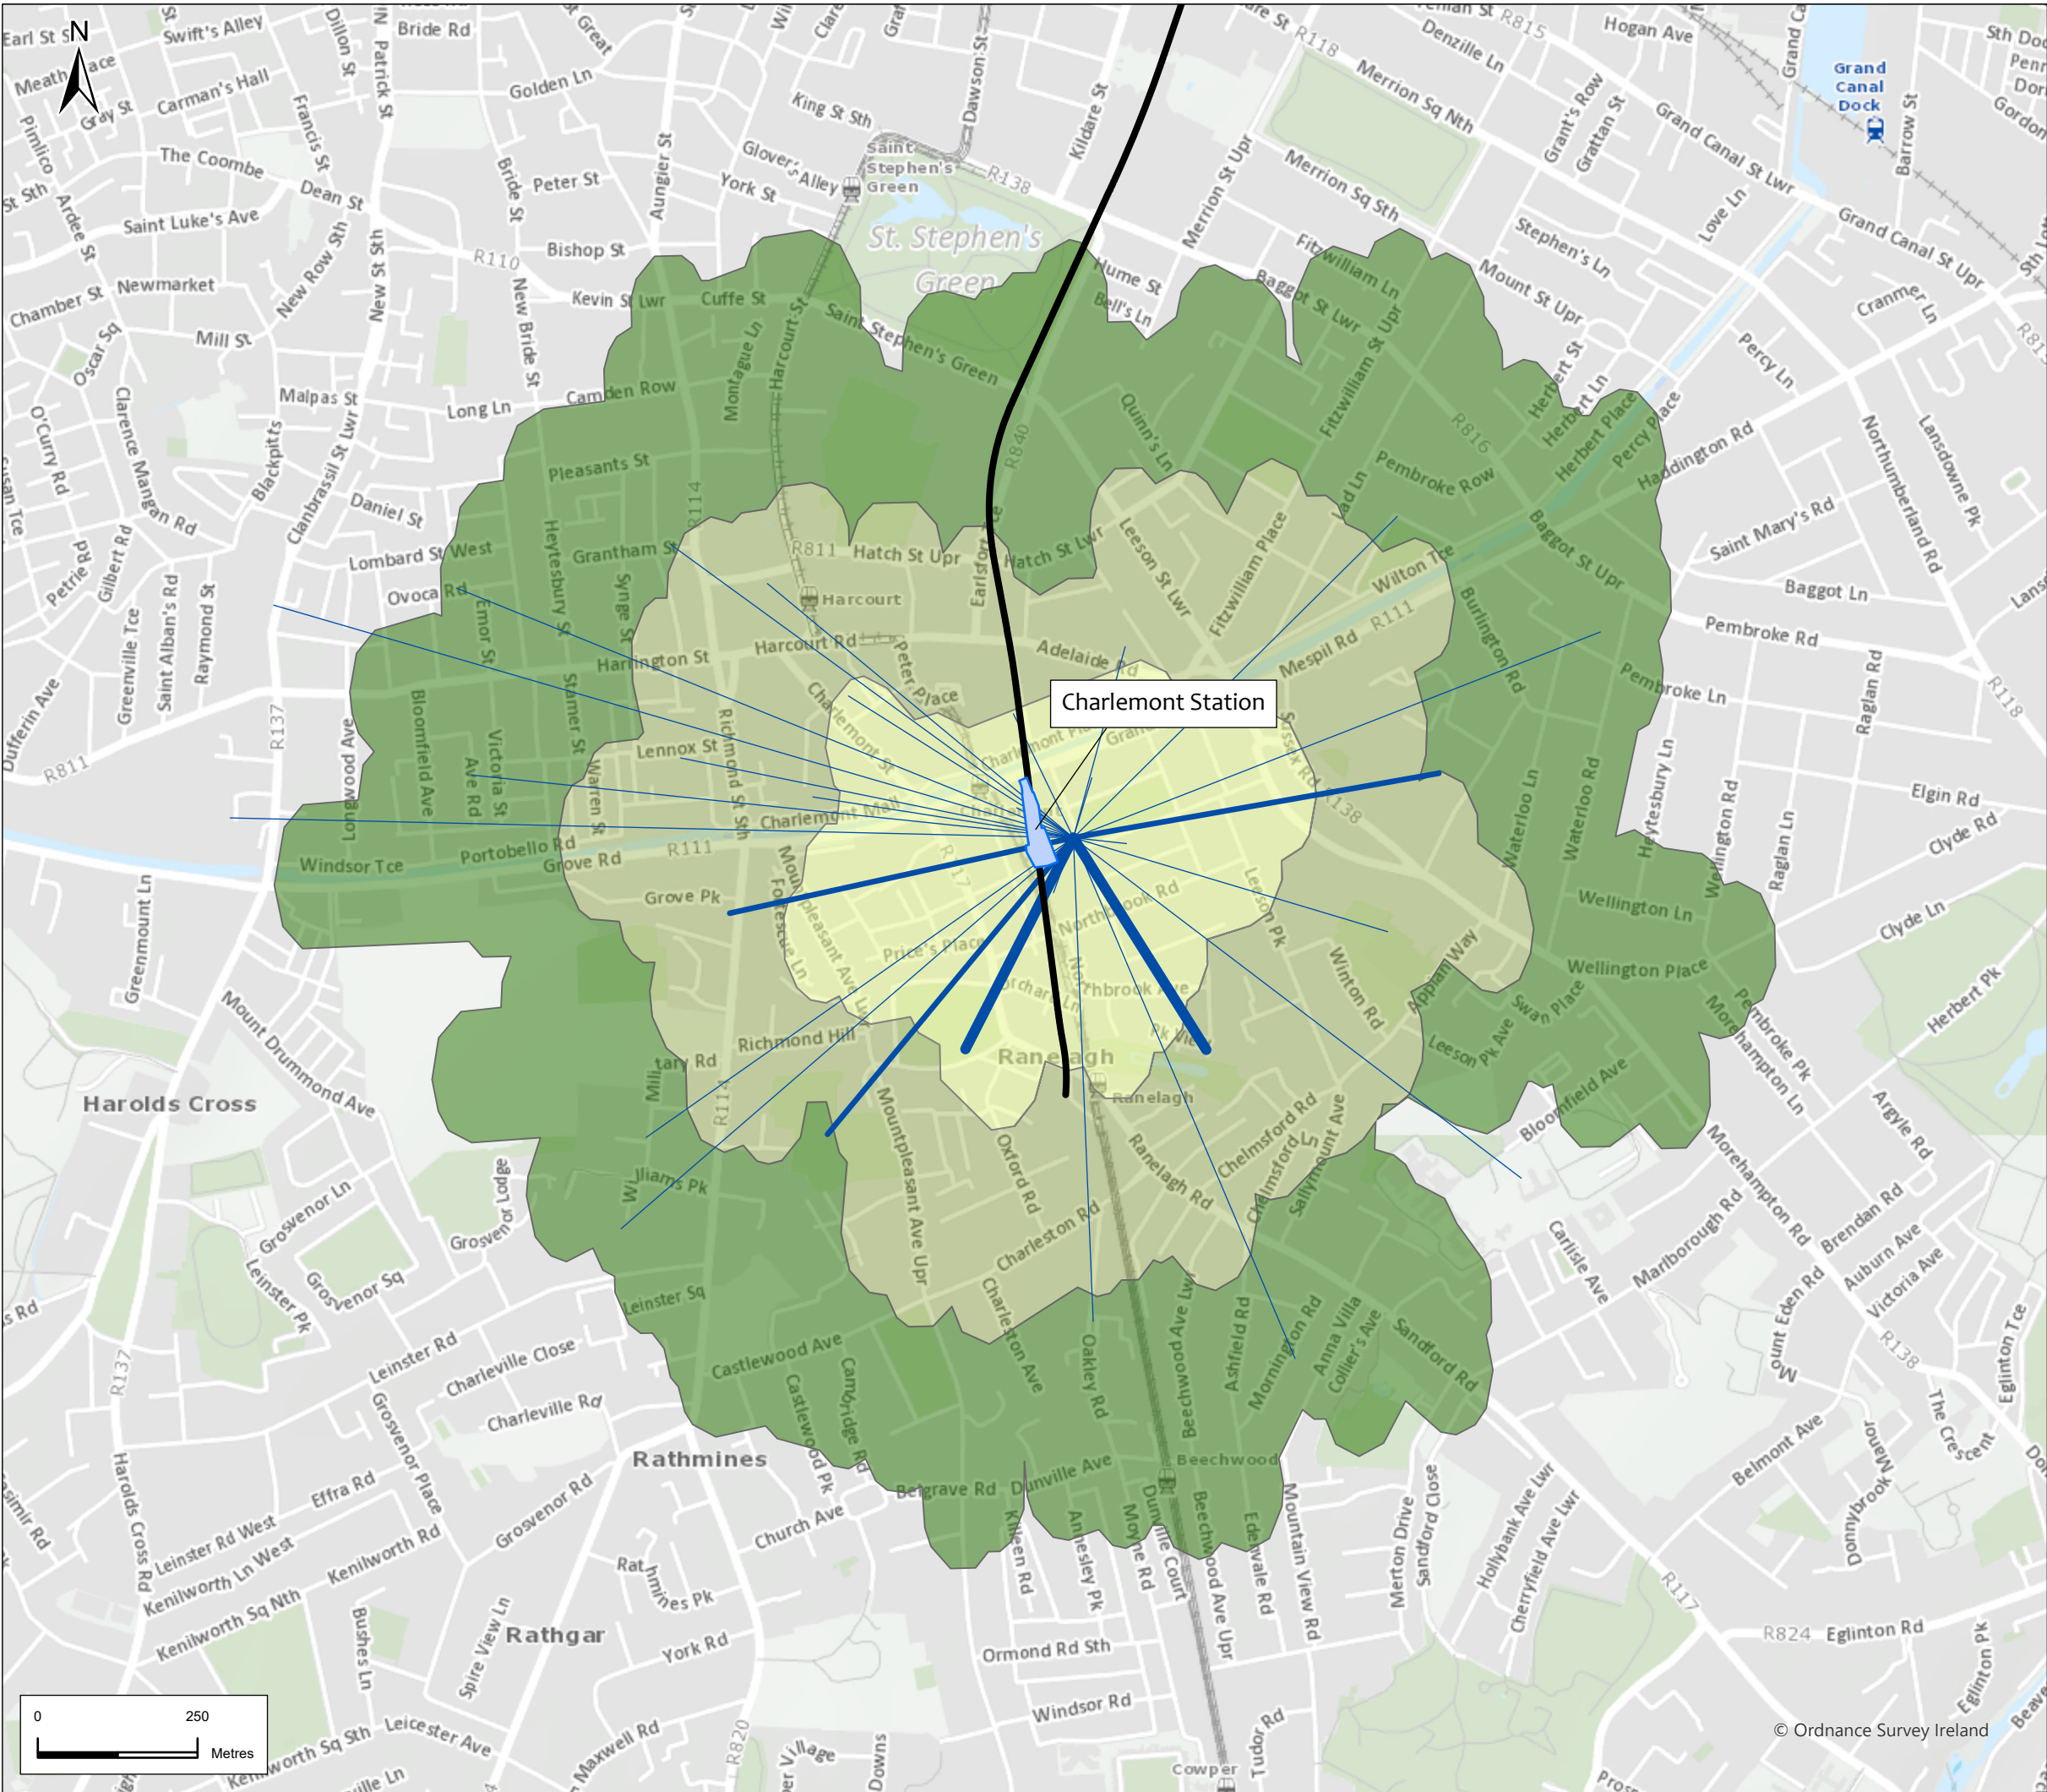 N
Earl St S
Swift's Alley
Meath Place
Gray St
Carman's Hall
Dillon St
Patrick St
Bride Rd
Golden Ln
King St Sth
Dawson St
Kildare St
R118
Merrion Sq Nth
Denzille Ln
R815
Hogan Ave
Grand Canal Dock
Barrow St
Gordon
Pimlico
Francis St
The Coombe
Dean St
Bride St
Peter St
Aungier St
York St
Glover's Alley
Saint
Stephen's
Green
R138
Merrion St Upr
Merrion Sq Sth
Grant's Row
Grattan St
Grand Canal St Lwr
Grand Canal St Upr
Love Ln
Stephen's Ln
Ardee St
Saint Luke's Ave
New Row Sth
New St Sth
R110
Bishop St
Kevin St Lwr
Cuffe St
St. Stephen's
Green
Hume St
Bell's Ln
Fitzwilliam Ln
Baggot St Lwr
Mount St Upr
Cranmer Ln
Chamber St
Newmarket
Mill St
Oscar Sq
New Bride St
Camden Row
Montague Ln
Harcourt St
Saint Stephen's Green
Fitzwilliam St Upr
Herbert St
Herbert Ln
Herbert Place
Percy Place
Percy Ln
Haddington Rd
Northumberland Rd
Lansdowne Pk
O'Curry Rd
Clarence Mangan Rd
Blackpitts
Malpas St
Clanbrassil St Lwr
Long Ln
Pleasants St
R114
R840
Quinn's Ln
Lad Ln
Pembroke Row
R816
Baggot St Upr
Saint Mary's Rd
Baggot Ln
Petrie Rd
Gilbert Rd
Daniel St
Lombard St West
Ovoca Rd
Emor St
Heytesbury St
Grantham St
Synge St
R811
Hatch St Upr
Harcourt
Hatch St Lwr
Leeson St Lwr
Fitzwilliam Place
Wilton Tce
R111
Mespil Rd
Burlington Rd
Pembroke Rd
Pembroke Ln
Raglan Rd
R118
Dufferin Ave
Greenville Tce
Saint Alban's Rd
Raymond St
R811
R137
Harrington St
Harcourt Rd
Peter Place
Adelaide Rd
Charlemont Station
Charlemont St
Sussex Rd
R138
Longwood Ave
Bloomfield Ave
Victoria St
Stamer St
Warren St
Lennox St
Richmond St Sth
Charlemont Mall
Waterloo Ln
Waterloo Rd
Heytesbury Ln
Wellington Rd
Raglan Ln
Elgin Rd
Clyde Rd
Windsor Tce
Portobello Rd
Grove Rd
R111
R117
Grove Pk
Fortescue Ln
Mountpleasant Ave Lwr
Price's Place
Northbrook Rd
Northbrook Ave
Orchard Ln
Leeson Pk
Winton Rd
Appian Way
Wellington Ln
Wellington Place
Swan Place
Leeson Pk Ave
Clyde Ln
Herbert Pk
Greenmount Ln
Mount Drummond Ave
Harolds Cross
Military Rd
Richmond Hill
R114
Ranelagh
Ranelagh
Bloomfield Ave
Morehampton Ln
Pembroke Pk
Argyle Rd
Williams Pk
Mountpleasant Ave Upr
Oxford Rd
Charleston Rd
Ranelagh Rd
Chelmsford Rd
Chelmsford Ln
Sallymount Ave
Morehampton Rd
Marlborough Rd
Carlisle Ave
Brendan Rd
Auburn Ave
Victoria Ave
Mount Eden Rd
R138
Eglinton Tce
Grosvenor Ln
Grosvenor Lodge
Grosvenor Sq
Leinster Pk
Leinster Sq
Leinster Rd
Charleville Close
Charleville Rd
R137
Castlewood Ave
Cambridge Rd
Castlewood Pk
Charleston Ave
Oakley Rd
Beechwood Ave Lwr
Ashfield Rd
Mornington Rd
Anna Villa
Collier's Ave
Sandford Rd
The Crescent
Belmont Ave
Donnybrook Manor
Rathmines
Grosvenor Place
Grosvenor Rd
Effra Rd
Leinster Rd West
Kenilworth Ln West
Kenilworth Rd
Kenilworth Sq Nth
Harolds Cross Rd
Church Ave
Belgrave Rd
Dunville Ave
Beechwood
Killeen Rd
Annesley Pk
Moyne Rd
Dunville Court
Beechwood Ave Upr
Edenvale Rd
Mountain View Rd
Merton Drive
Sandford Close
Hollybank Ave Lwr
Cherryfield Ave Lwr
R117
Rathmines Pk
Rathgar
York Rd
Spire View Ln
Bushes Ln
Ormond Rd Sth
Windsor Rd
R824
Eglinton Rd
Eglinton Pk
Kenilworth Sq Sth
Leicester Ave
Maxwell Rd
R820
Cowper
0
250
Metres
© Ordnance Survey Ireland